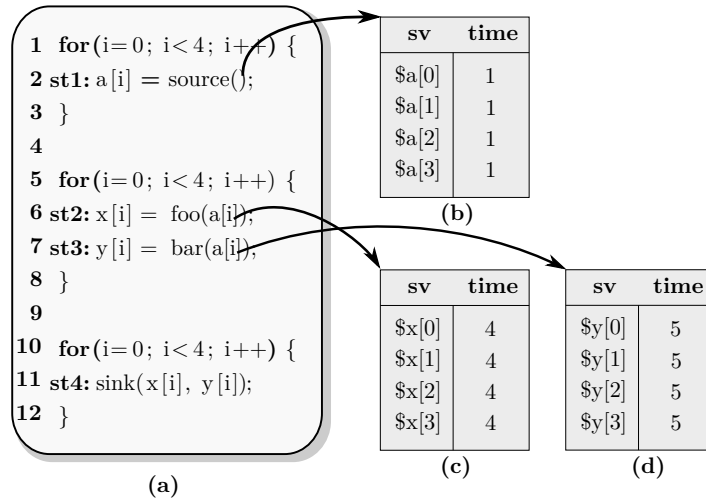 1 for(i=0; i<4; i++) {
2 st1: a[i] = source();
3 }
4
5 for(i=0; i<4; i++) {
6 st2: x[i] = foo(a[i]);
7 st3: y[i] = bar(a[i]);
8 }
9
10 for(i=0; i<4; i++) {
11 st4: sink(x[i], y[i]);
12 }
(a)
sv time
$a[0] 1
$a[1] 1
$a[2] 1
$a[3] 1
(b)
sv time
$x[0] 4
$x[1] 4
$x[2] 4
$x[3] 4
(c)
sv time
$y[0] 5
$y[1] 5
$y[2] 5
$y[3] 5
(d)